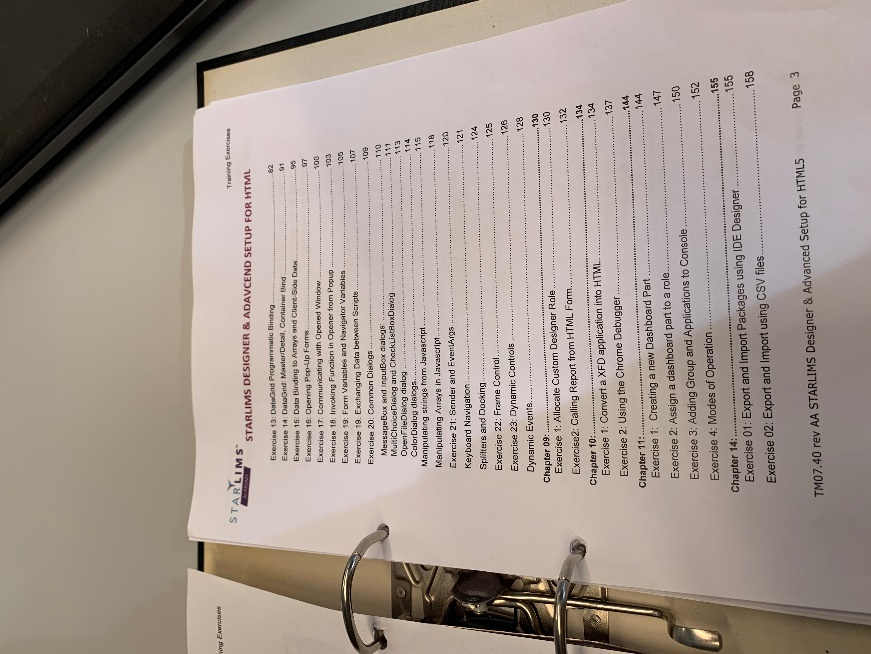 STARLIMS
ACADEMY
Training Exercises
STARLIMS DESIGNER & ADAVCEND SETUP FOR HTML
Exercise 13: DataGrid Programmatic Binding 82
Exercise 14: DataGrid: Master/Detail, Container Bind 91
Exercise 15: Data Binding to Arrays and Client-Side Data 95
Exercise 16: Opening Pop-Up Forms 97
Exercise 17: Communicating with Opened Window 100
Exercise 18: Invoking Function in Opener from Popup 103
Exercise 19: Form Variables and Navigator Variables 105
Exercise 19: Exchanging Data between Scripts 107
Exercise 20: Common Dialogs 109
MessageBox and InputBox dialogs 110
MultiChoiceDialog and CheckListBoxDialog 111
OpenFileDialog dialog 113
ColorDialog dialogs 114
Manipulating strings from Javascript 115
Manipulating Arrays in Javascript 118
Exercise 21: Sender and EventArgs 120
Keyboard Navigation 121
Splitters and Docking 124
Exercise 22: Frame Control 125
Exercise 23: Dynamic Controls 126
Dynamic Events 128
Chapter 09: 130
Exercise 1: Allocate Custom Designer Role 130
Exercise2: Calling Report from HTML Form 132
Chapter 10: 134
Exercise 1: Convert a XFD application into HTML 134
Exercise 2: Using the Chrome Debugger 137
Chapter 11: 144
Exercise 1: Creating a new Dashboard Part 144
Exercise 2: Assign a dashboard part to a role 147
Exercise 3: Adding Group and Applications to Console 150
Exercise 4: Modes of Operation 152
Chapter 14: 155
Exercise 01: Export and Import Packages using IDE Designer 155
Exercise 02: Export and Import using CSV files 158
TM07.40 rev AA STARLIMS Designer & Advanced Setup for HTML5 Page 3
Exercises